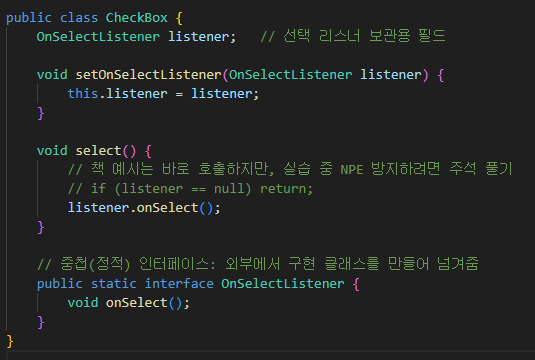 public class CheckBox {
    OnSelectListener listener;   // 선택 리스너 보관용 필드

    void setOnSelectListener(OnSelectListener listener) {
        this.listener = listener;
    }

    void select() {
        // 책 예시는 바로 호출하지만, 실습 중 NPE 방지하려면 주석 풀기
        // if (listener == null) return;
        listener.onSelect();
    }

    // 중첩(정적) 인터페이스: 외부에서 구현 클래스를 만들어 넘겨줌
    public static interface OnSelectListener {
        void onSelect();
    }
}